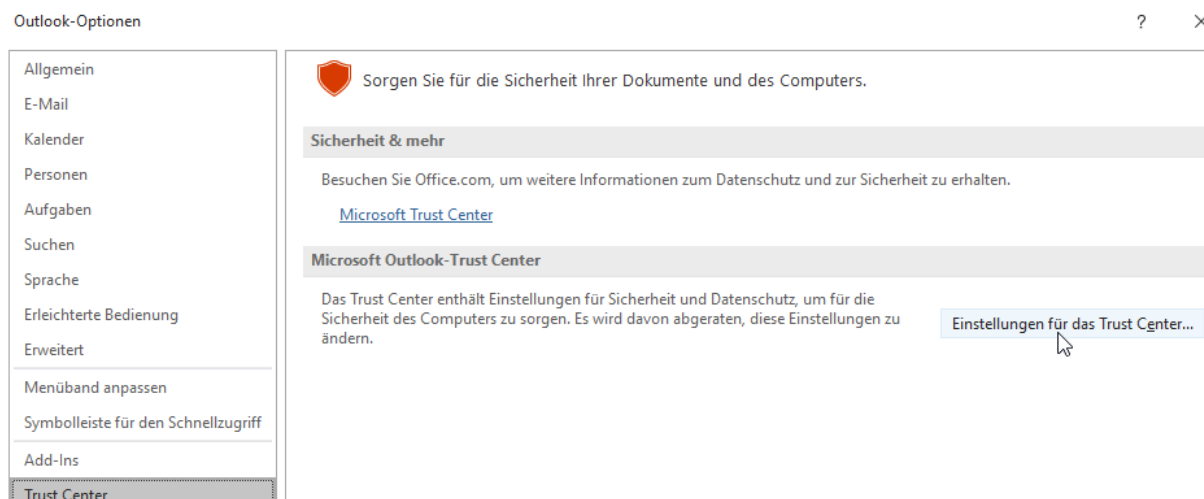 Outlook-Optionen
?
Allgemein
E-Mail
Kalender
Personen
Aufgaben
Suchen
Sprache
Erleichterte Bedienung
Erweitert
Menüband anpassen
Symbolleiste für den Schnellzugriff
Add-Ins
Trust Center
Sorgen Sie für die Sicherheit Ihrer Dokumente und des Computers.
Sicherheit & mehr
Besuchen Sie Office.com, um weitere Informationen zum Datenschutz und zur Sicherheit zu erhalten.
Microsoft Trust Center
Microsoft Outlook-Trust Center
Das Trust Center enthält Einstellungen für Sicherheit und Datenschutz, um für die
Sicherheit des Computers zu sorgen. Es wird davon abgeraten, diese Einstellungen zu
ändern.
Einstellungen für das Trust Center...